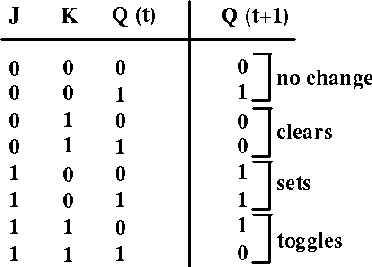 J K Q (t) Q (t+1)
0 0 0 0
no change
0 0 1 1
0 1 0 0
clears
0 1 1 0
1 0 0 1
sets
1 0 1 1
1 1 0 1
toggles
1 1 1 0